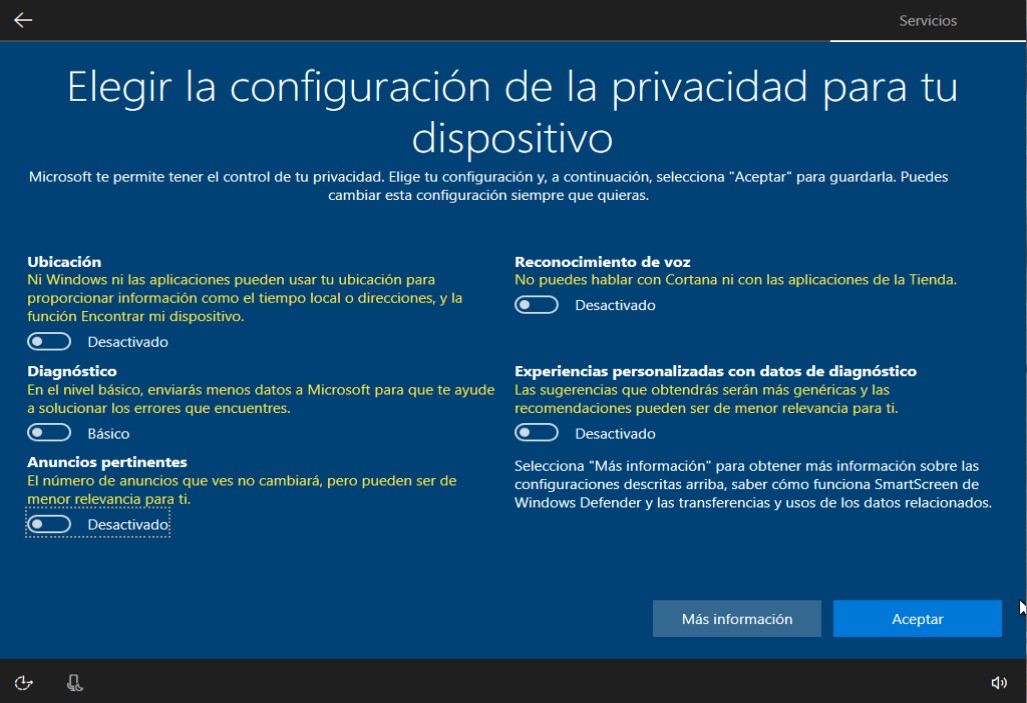 Servicios
Elegir la configuración de la privacidad para tu
dispositivo
Microsoft te permite tener el control de tu privacidad. Elige tu configuración y, a continuación, selecciona "Aceptar" para guardarla. Puedes
cambiar esta configuración siempre que quieras.
Ubicación
Ni Windows ni las aplicaciones pueden usar tu ubicación para
proporcionar información como el tiempo local o direcciones, y la
función Encontrar mi dispositivo.
Desactivado
Reconocimiento de voz
No puedes hablar con Cortana ni con las aplicaciones de la Tienda.
Desactivado
Diagnóstico
En el nivel básico, enviarás menos datos a Microsoft para que te ayude
a solucionar los errores que encuentres.
Básico
Experiencias personalizadas con datos de diagnóstico
Las sugerencias que obtendrás serán más genéricas y las
recomendaciones pueden ser de menor relevancia para ti.
Desactivado
Anuncios pertinentes
El número de anuncios que ves no cambiará, pero pueden ser de
menor relevancia para ti.
Desactivado
Selecciona "Más información" para obtener más información sobre las
configuraciones descritas arriba, saber cómo funciona SmartScreen de
Windows Defender y las transferencias y usos de los datos relacionados.
Más información
Aceptar